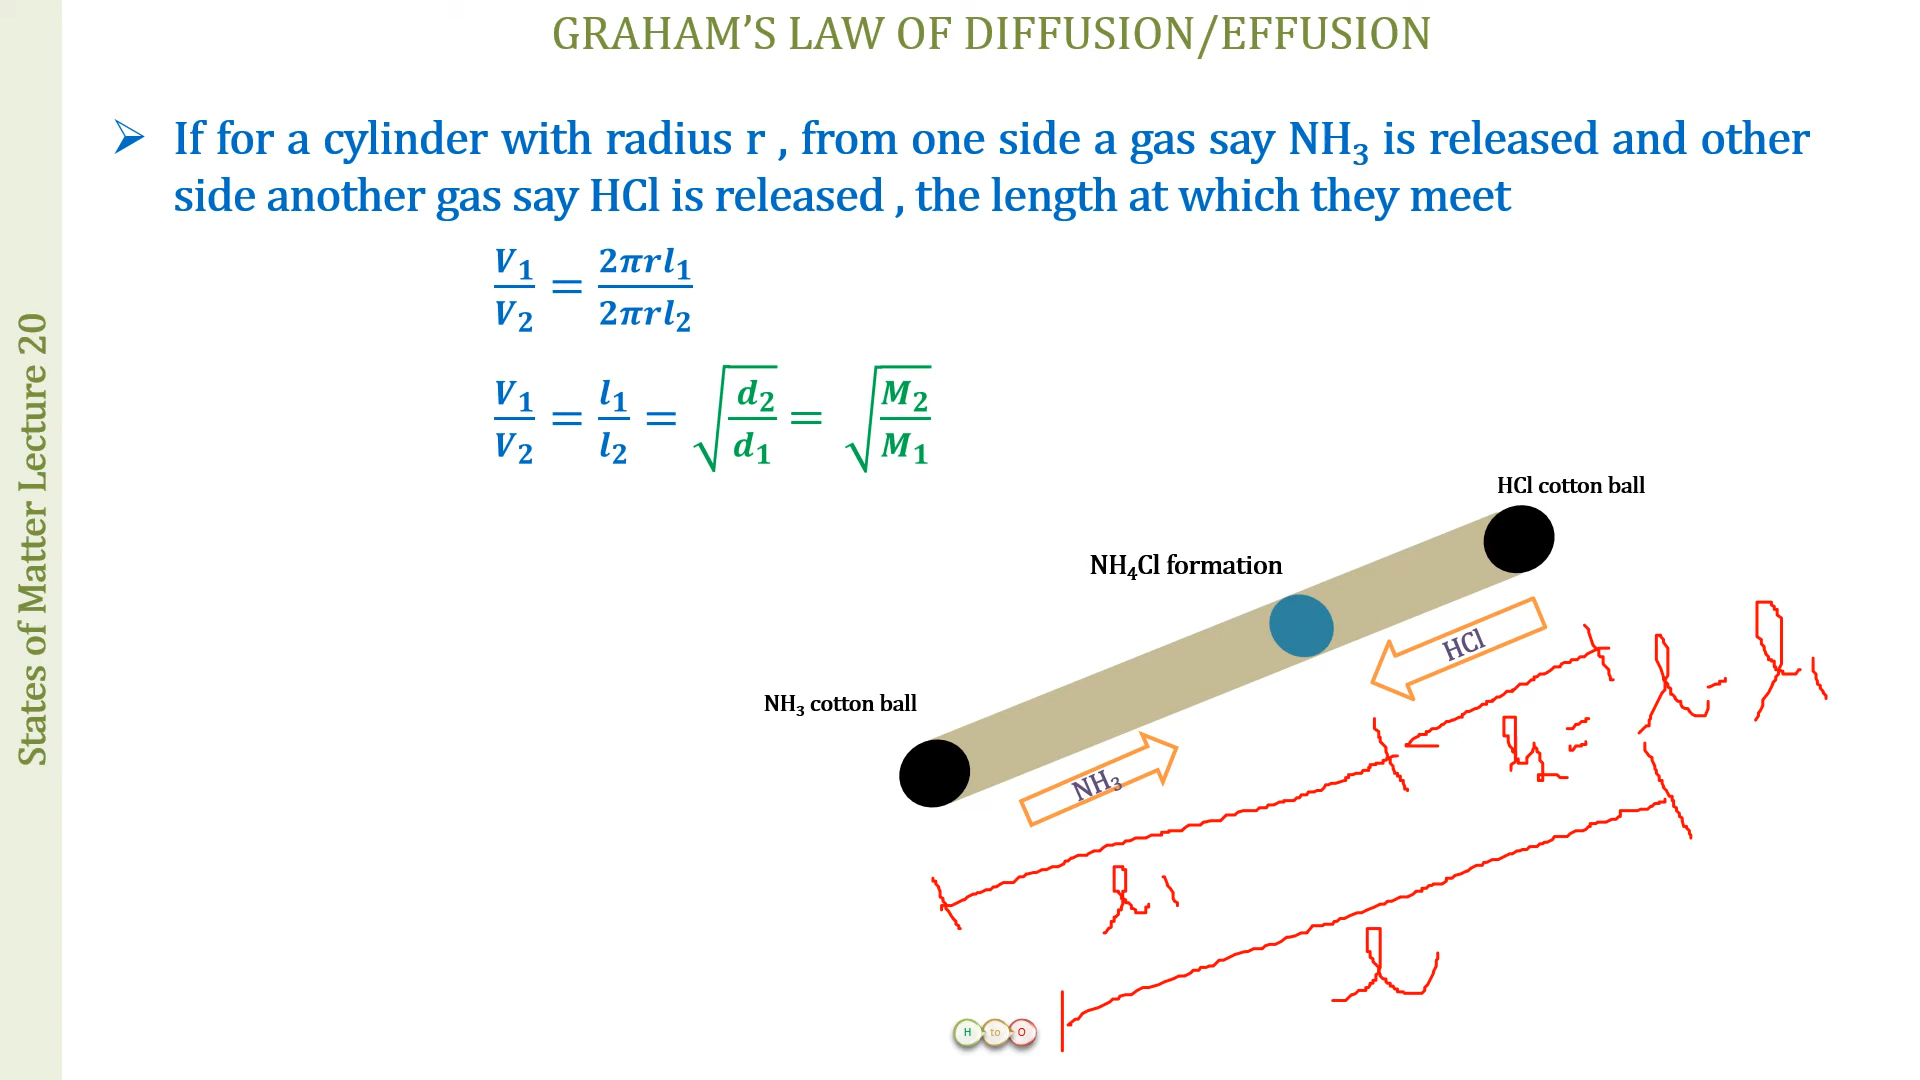 GRAHAM’S LAW OF DIFFUSION/EFFUSION
➢ If for a cylinder with radius r , from one side a gas say NH₃ is released and other
side another gas say HCl is released , the length at which they meet
V₁/V₂ = 2πrl₁/2πrl₂
V₁/V₂ = l₁/l₂ = √(d₂/d₁) = √(M₂/M₁)
HCl cotton ball
NH₄Cl formation
HCl
NH₃ cotton ball
NH₃
l₂ = l - l₁
l₁
l
H to O
States of Matter Lecture 20